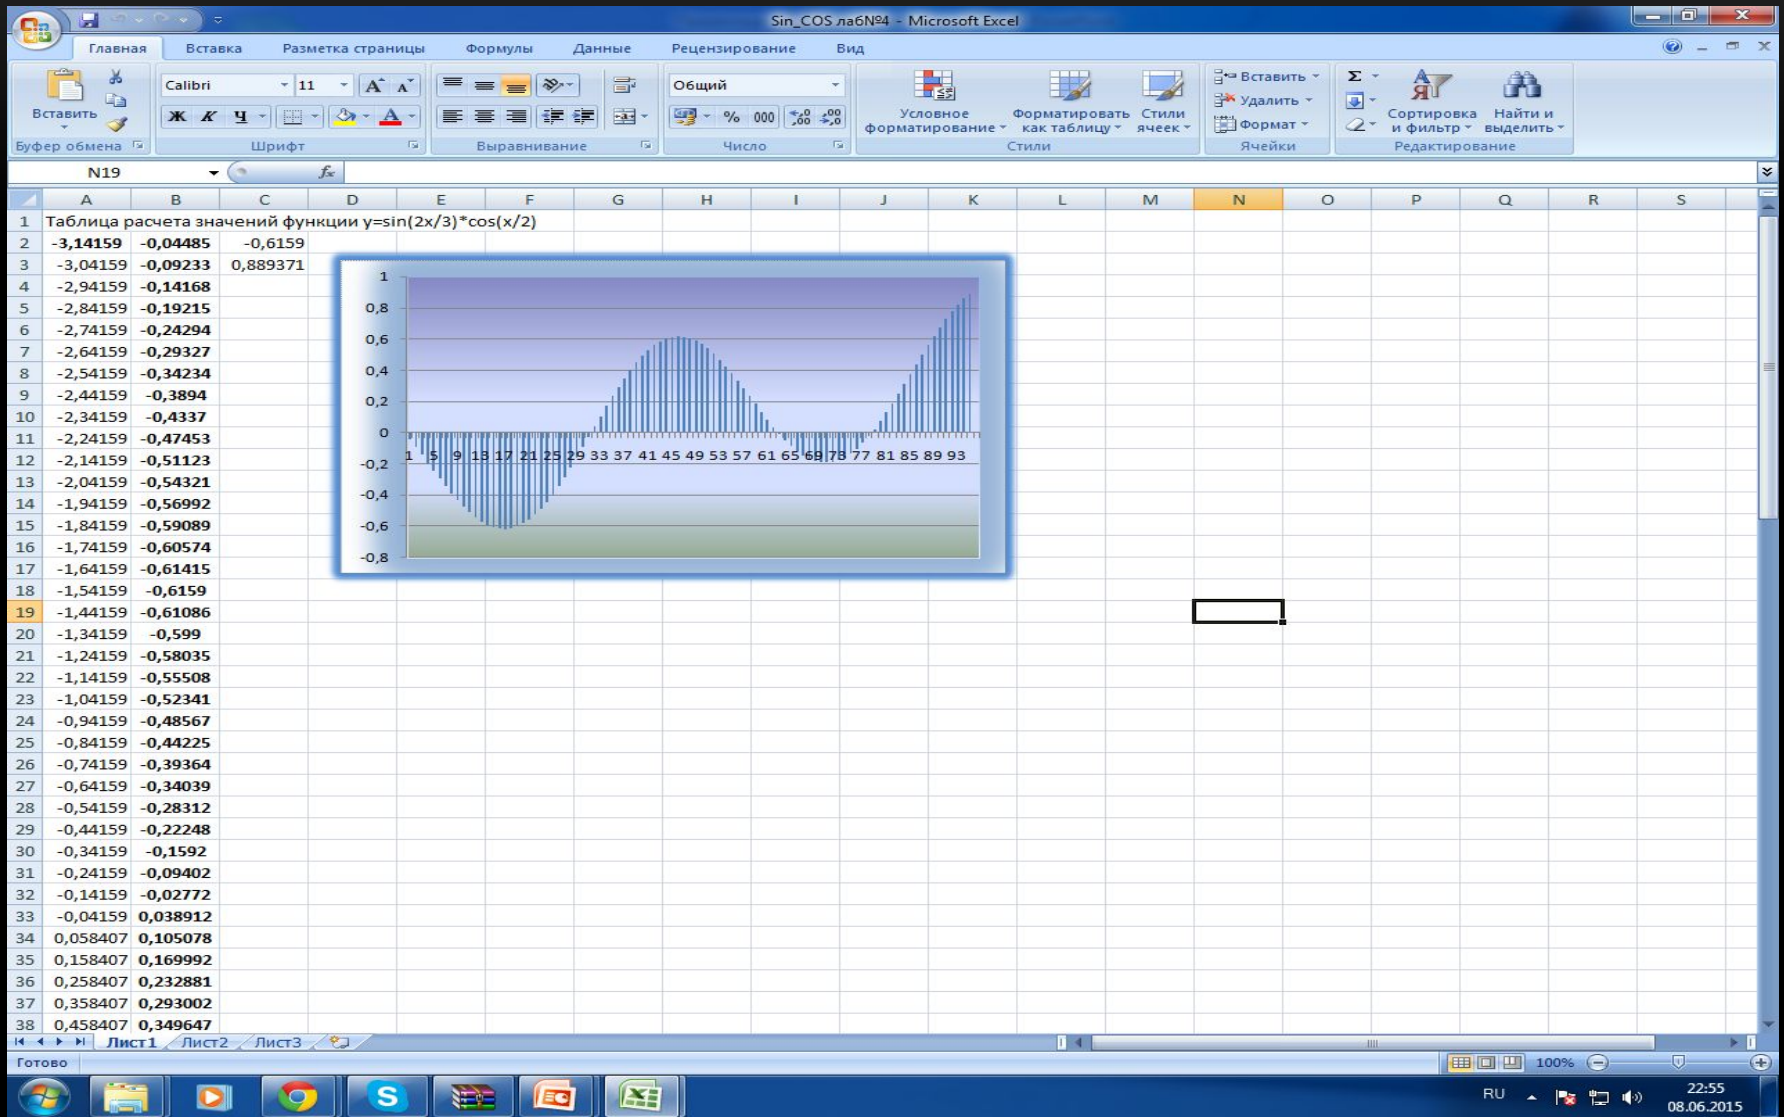 Sin_COS лаб№4 - Microsoft Excel
Главная Вставка Разметка страницы Формулы Данные Рецензирование Вид
Calibri 11 Общий
Вставить
Ж К Ч % 000
Условное форматирование
Форматировать как таблицу
Стили ячеек
Вставить
Удалить
Формат
Σ
Сортировка и фильтр
Найти и выделить
Буфер обмена Шрифт Выравнивание Число Стили Ячейки Редактирование
N19 fx
A B C D E F G H I J K L M N O P Q R S
1 Таблица расчета значений функции y=sin(2x/3)*cos(x/2)
2 -3,14159 -0,04485 -0,6159
3 -3,04159 -0,09233 0,889371
4 -2,94159 -0,14168
5 -2,84159 -0,19215
6 -2,74159 -0,24294
7 -2,64159 -0,29327
8 -2,54159 -0,34234
9 -2,44159 -0,3894
10 -2,34159 -0,4337
11 -2,24159 -0,47453
12 -2,14159 -0,51123
13 -2,04159 -0,54321
14 -1,94159 -0,56992
15 -1,84159 -0,59089
16 -1,74159 -0,60574
17 -1,64159 -0,61415
18 -1,54159 -0,6159
19 -1,44159 -0,61086
20 -1,34159 -0,599
21 -1,24159 -0,58035
22 -1,14159 -0,55508
23 -1,04159 -0,52341
24 -0,94159 -0,48567
25 -0,84159 -0,44225
26 -0,74159 -0,39364
27 -0,64159 -0,34039
28 -0,54159 -0,28312
29 -0,44159 -0,22248
30 -0,34159 -0,1592
31 -0,24159 -0,09402
32 -0,14159 -0,02772
33 -0,04159 0,038912
34 0,058407 0,105078
35 0,158407 0,169992
36 0,258407 0,232881
37 0,358407 0,293002
38 0,458407 0,349647
1
0,8
0,6
0,4
0,2
0
-0,2
-0,4
-0,6
-0,8
1 5 9 13 17 21 25 29 33 37 41 45 49 53 57 61 65 69 73 77 81 85 89 93
Лист1 Лист2 Лист3
Готово 100%
RU 22:55
08.06.2015